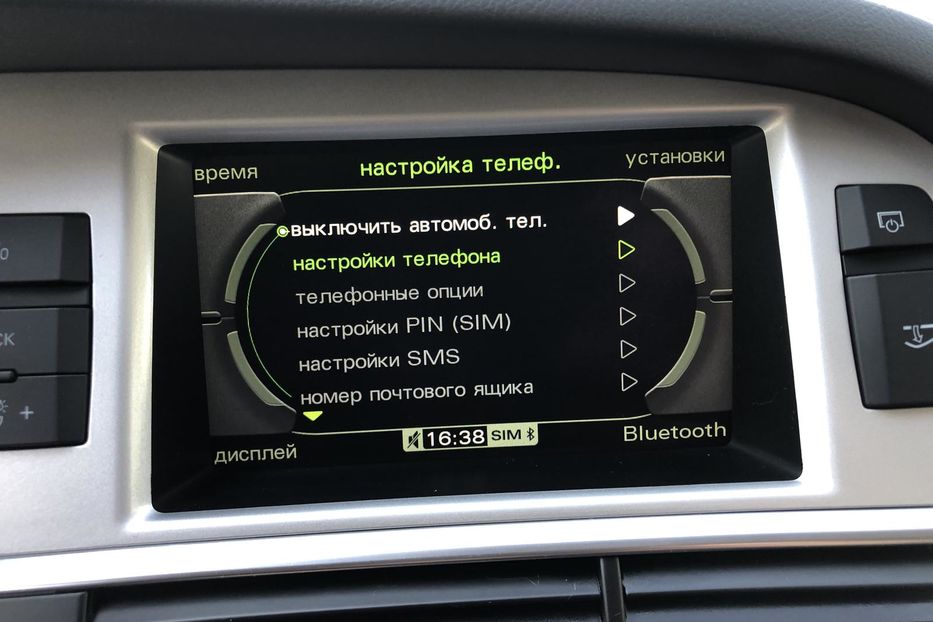 время
настройка телеф.
установки
выключить автомоб. тел.
настройки телефона
телефонные опции
настройки PIN (SIM)
настройки SMS
номер почтового ящика
дисплей
16:38 SIM
Bluetooth